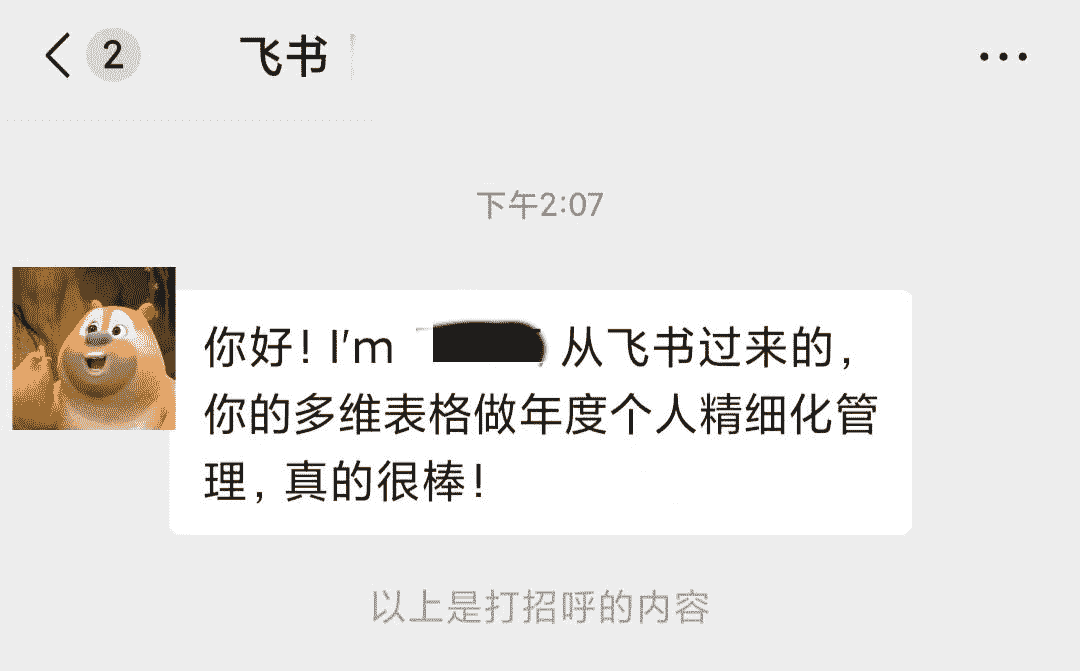 2 飞书
下午2:07
你好! I'm 从飞书过来的,
你的多维表格做年度个人精细化管
理, 真的很棒!
以上是打招呼的内容